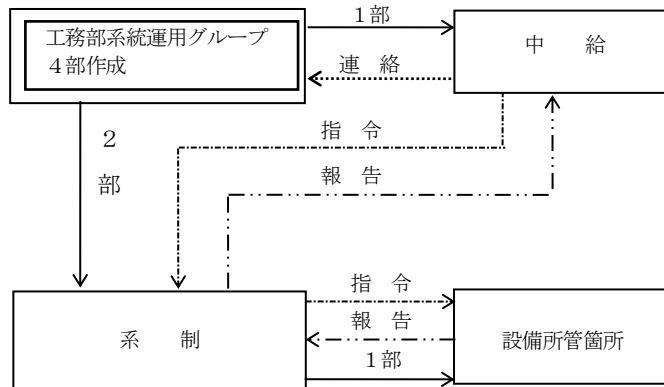 工務部系統運用グループ
４部作成
１部
中　給
連　絡
２
部
指　令
報　告
系　制
指　令
報　告
１部
設備所管箇所